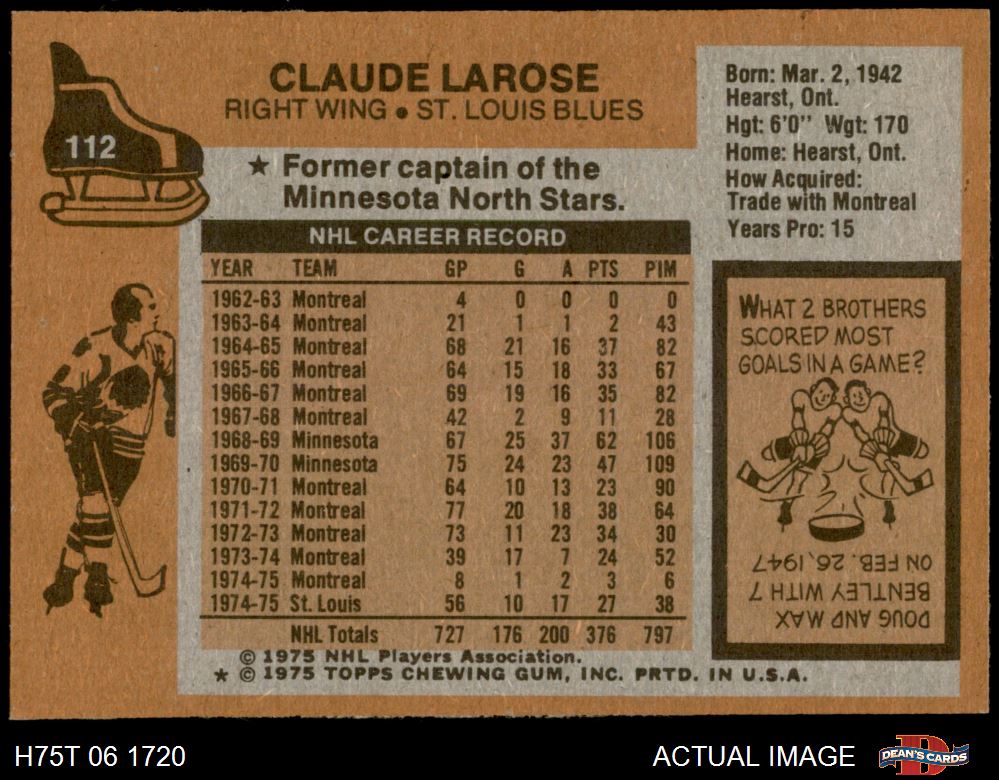 112
CLAUDE LAROSE
RIGHT WING • ST. LOUIS BLUES
★ Former captain of the
Minnesota North Stars.
NHL CAREER RECORD
YEAR TEAM GP G A PTS PIM
1962-63 Montreal 4 0 0 0 0
1963-64 Montreal 21 1 1 2 43
1964-65 Montreal 68 21 16 37 82
1965-66 Montreal 64 15 18 33 67
1966-67 Montreal 69 19 16 35 82
1967-68 Montreal 42 2 9 11 28
1968-69 Minnesota 67 25 37 62 106
1969-70 Minnesota 75 24 23 47 109
1970-71 Montreal 64 10 13 23 90
1971-72 Montreal 77 20 18 38 64
1972-73 Montreal 73 11 23 34 30
1973-74 Montreal 39 17 7 24 52
1974-75 Montreal 8 1 2 3 6
1974-75 St. Louis 56 10 17 27 38
NHL Totals 727 176 200 376 797
© 1975 NHL Players Association.
★ © 1975 TOPPS CHEWING GUM, INC. PRTD. IN U.S.A.
Born: Mar. 2, 1942
Hearst, Ont.
Hgt: 6'0" Wgt: 170
Home: Hearst, Ont.
How Acquired:
Trade with Montreal
Years Pro: 15
WHAT 2 BROTHERS
SCORED MOST
GOALS IN A GAME?
DOUG AND MAX
BENTLEY WITH 7
ON FEB. 26, 1947
H75T 06 1720
ACTUAL IMAGE
DEAN'S CARDS